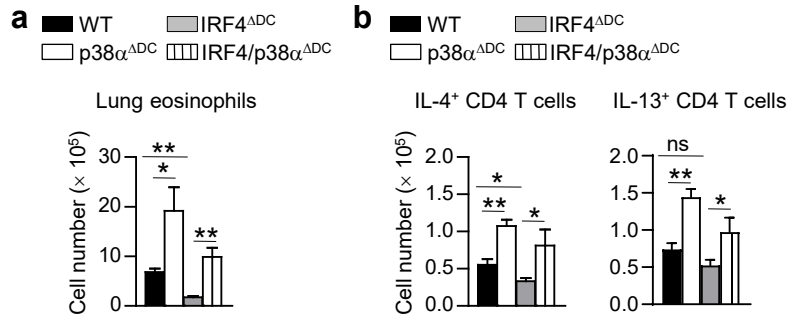 a
WT
IRF4ΔDC
p38αΔDC
IRF4/p38αΔDC
Lung eosinophils
Cell number (× 10⁵)
30
20
10
0
**
*
**
b
WT
IRF4ΔDC
p38αΔDC
IRF4/p38αΔDC
IL-4⁺ CD4 T cells
Cell number (× 10⁵)
2.0
1.5
1.0
0.5
0.0
*
**
*
IL-13⁺ CD4 T cells
2.0
1.5
1.0
0.5
0.0
ns
**
*